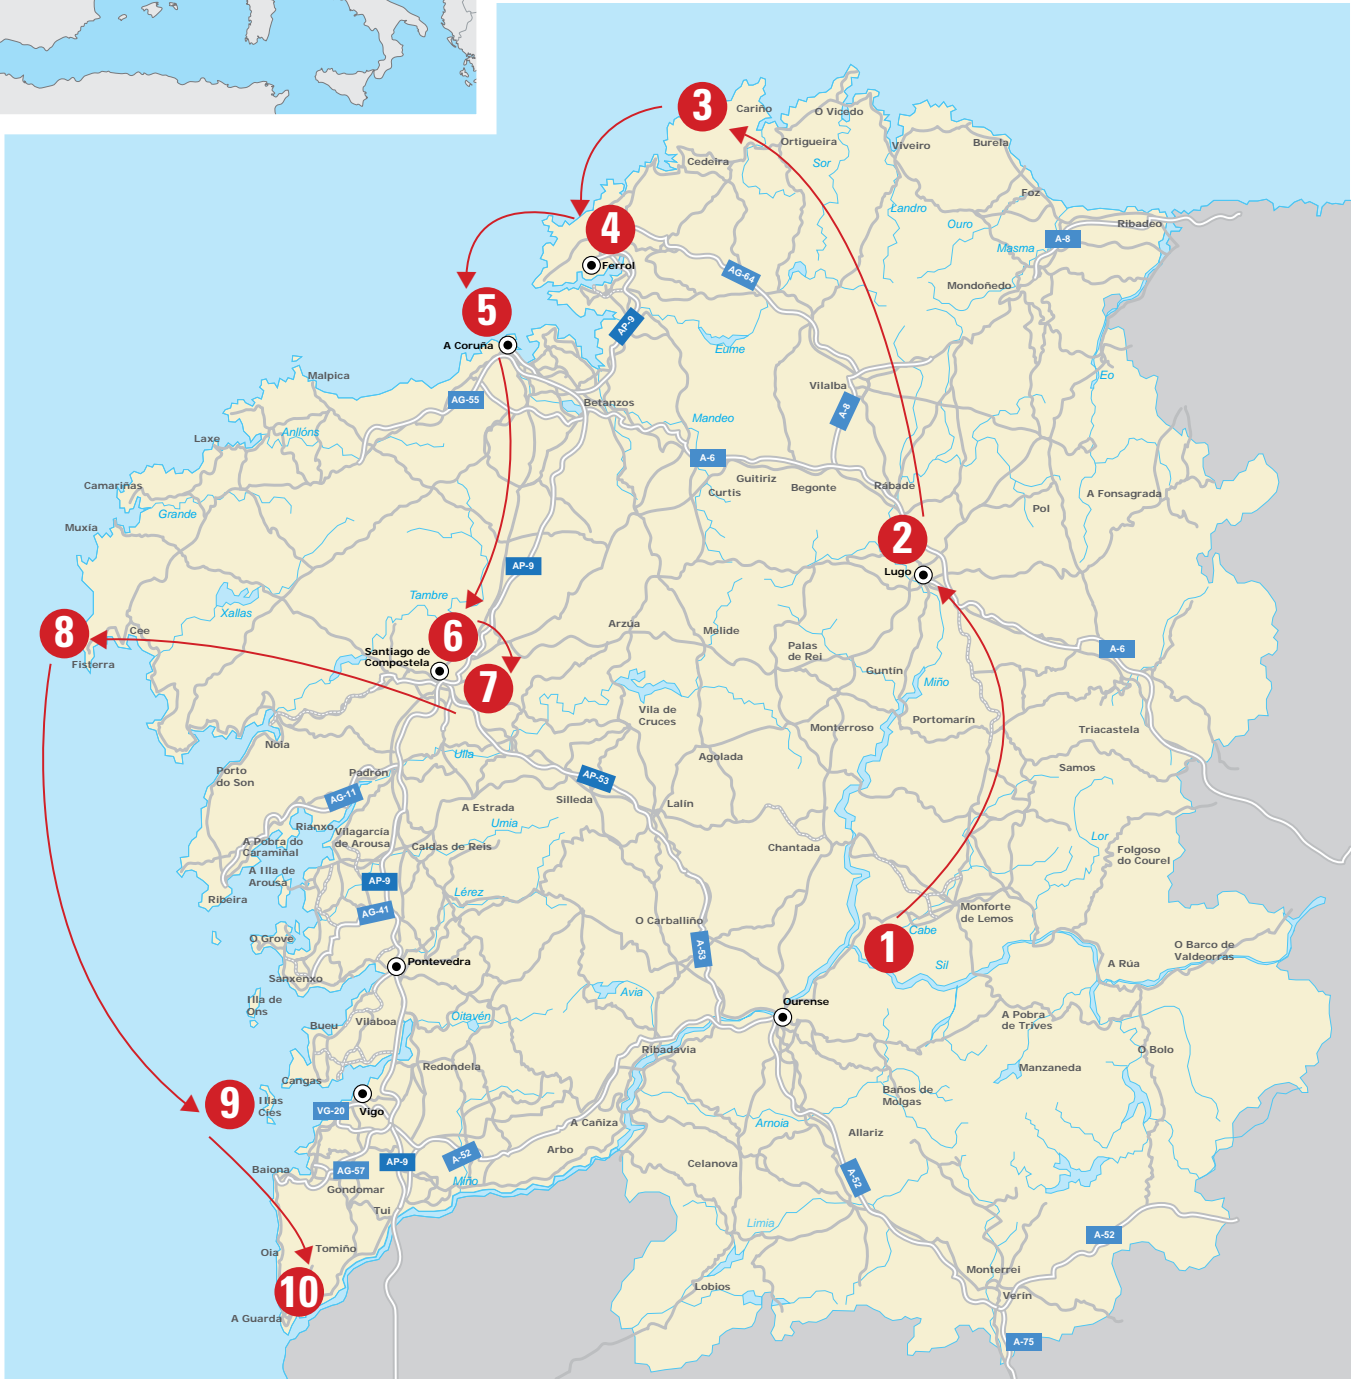 3
Cariño
O Vicedo
Ortigueira
Viveiro
Burela
Cedeira
Sor
Foz
Landro
Ouro
Ribadeo
4
Masma
A-8
Ferrol
AG-64
Mondoñedo
5
AP-9
A Coruña
Eume
Malpica
Eo
Vilalba
AG-55
Betanzos
A-8
Mandeo
Anllóns
Laxe
A-6
Guitiriz
Camariñas
Curtis
Begonte
Rábade
A Fonsagrada
Grande
Pol
Muxía
2
AP-9
Lugo
Tambre
Xallas
8
Cee
6
Arzúa
Melide
Santiago de
Compostela
Palas
de Rei
A-6
Fisterra
7
Guntín
Miño
Vila de
Cruces
Portomarín
Monterroso
Triacastela
Noia
Ulla
Agolada
Porto
do Son
Padrón
AP-53
Samos
AG-11
Silleda
Lalín
A Estrada
Rianxo
Umia
Vilagarcía
de Arousa
Lor
A Pobra do
Caramiñal
Caldas de Reis
Chantada
Folgoso
do Courel
A Illa de
Arousa
AP-9
Ribeira
Lérez
AG-41
O Carballiño
Monforte
de Lemos
O Grove
1
Cabe
A-53
O Barco de
Valdeorras
Pontevedra
Sil
A Rúa
Sanxenxo
Avia
Illa de
Ons
Ourense
Oitavén
A Pobra
de Trives
Bueu
Vilaboa
Ribadavia
O Bolo
Redondela
Manzaneda
Cangas
Baños de
Molgas
9
Illas
Cíes
VG-20
Vigo
A Cañiza
Arnoia
Allariz
Arbo
A-52
AP-9
Baiona
AG-57
Celanova
A-52
Miño
Gondomar
Tui
Limia
A-52
Oia
Tomiño
Monterrei
10
Lobios
Verín
A Guarda
A-75